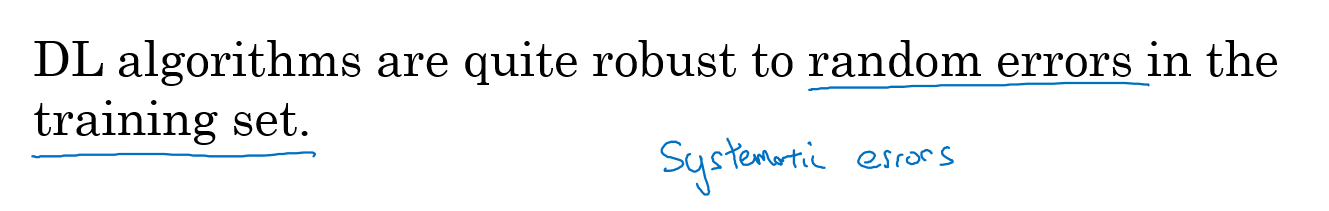 DL algorithms are quite robust to random errors in the
training set.
Systematic errors